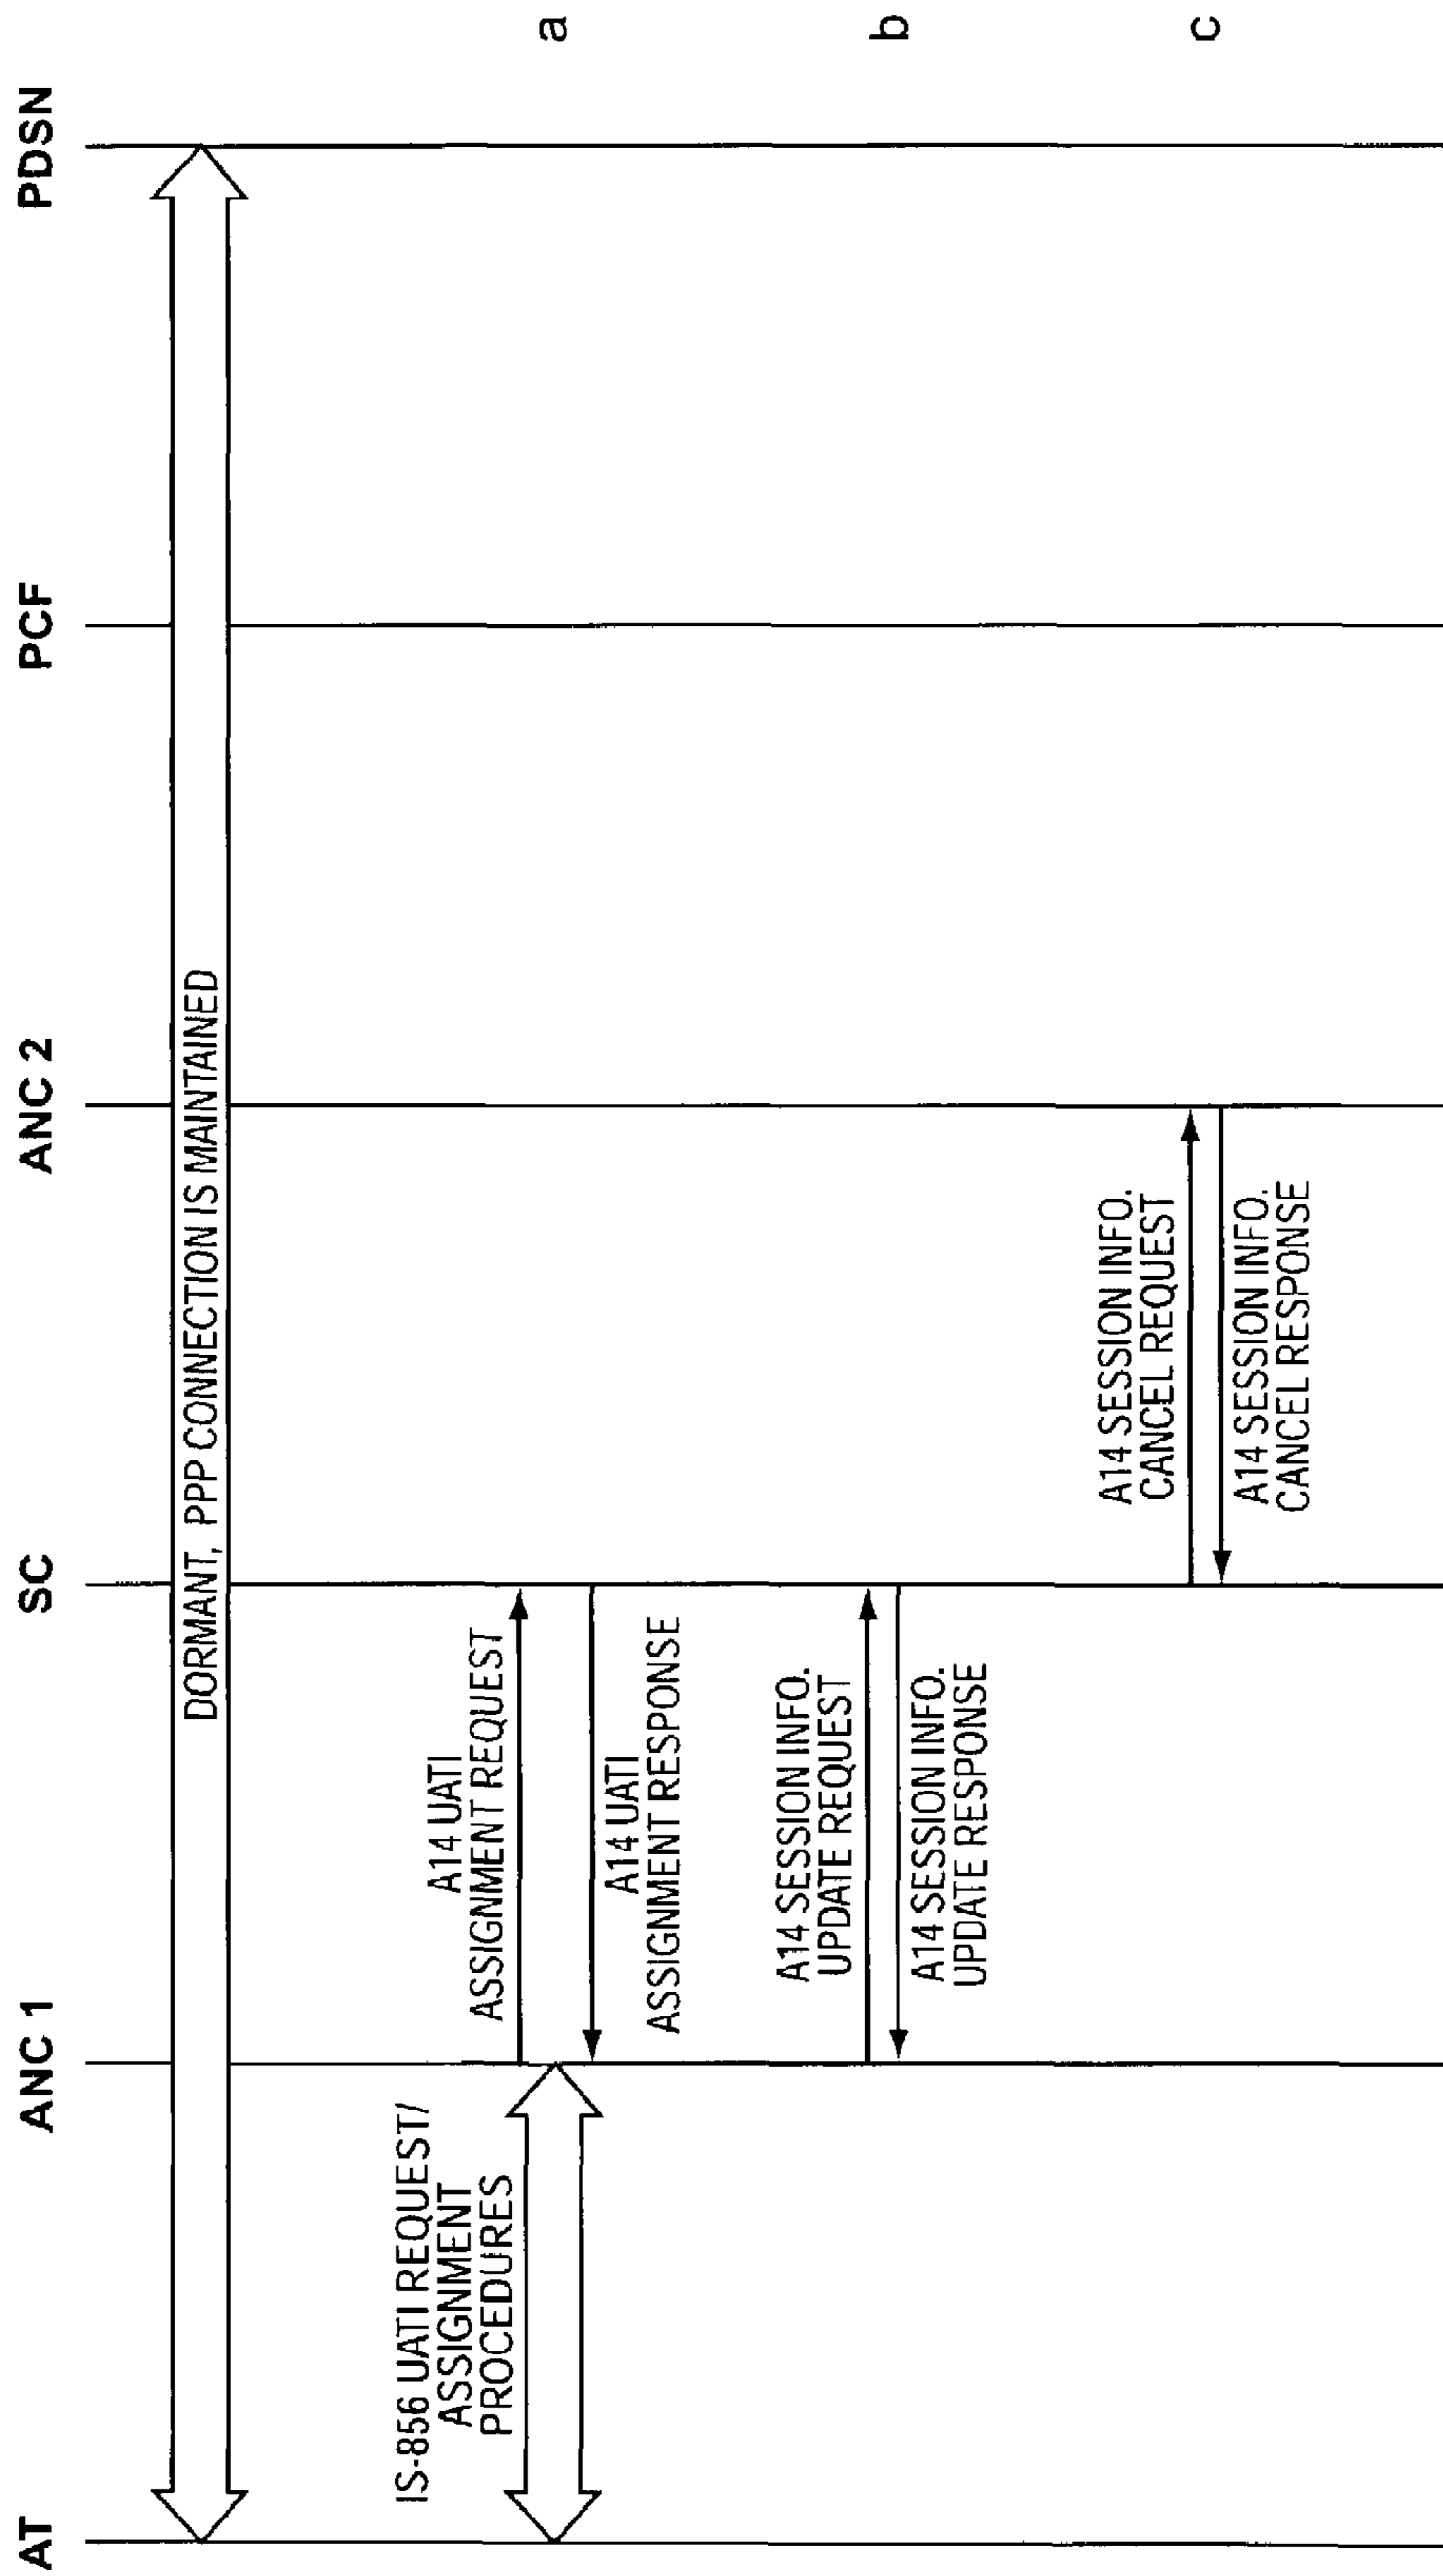 AT
ANC 1
SC
ANC 2
PCF
PDSN
DORMANT, PPP CONNECTION IS MAINTAINED
IS-856 UATI REQUEST/
ASSIGNMENT
PROCEDURES
A14 UATI
ASSIGNMENT REQUEST
A14 UATI
ASSIGNMENT RESPONSE
a
A14 SESSION INFO.
UPDATE REQUEST
A14 SESSION INFO.
UPDATE RESPONSE
b
A14 SESSION INFO.
CANCEL REQUEST
A14 SESSION INFO.
CANCEL RESPONSE
c